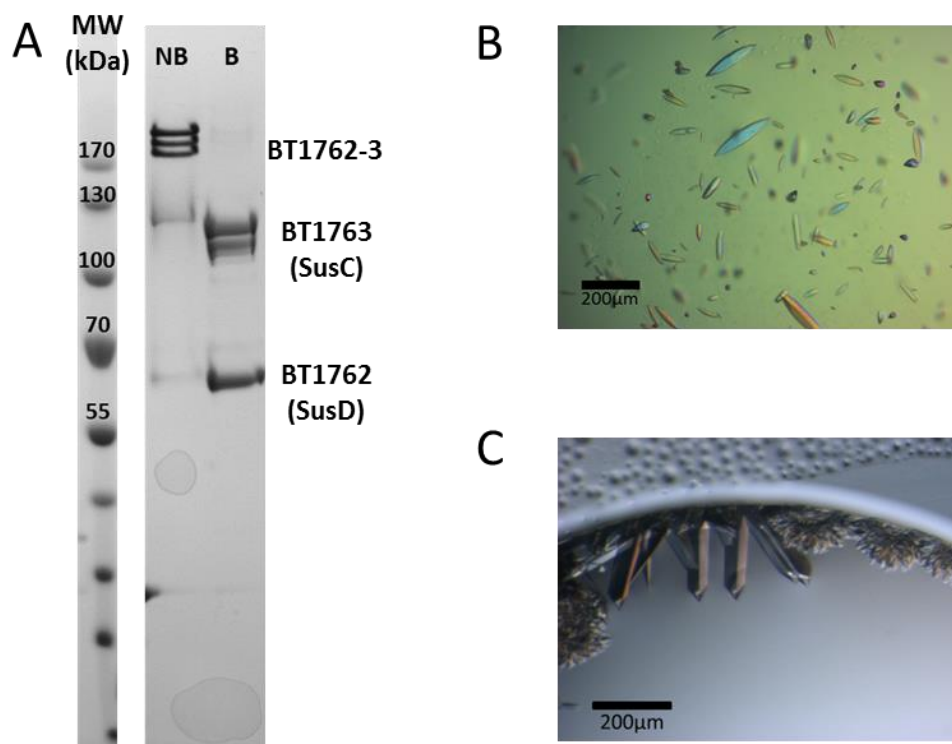 A
MW
(kDa)
NB B
170
130
100
70
55
BT1762-3
BT1763
(SusC)
BT1762
(SusD)
B
200µm
C
200µm